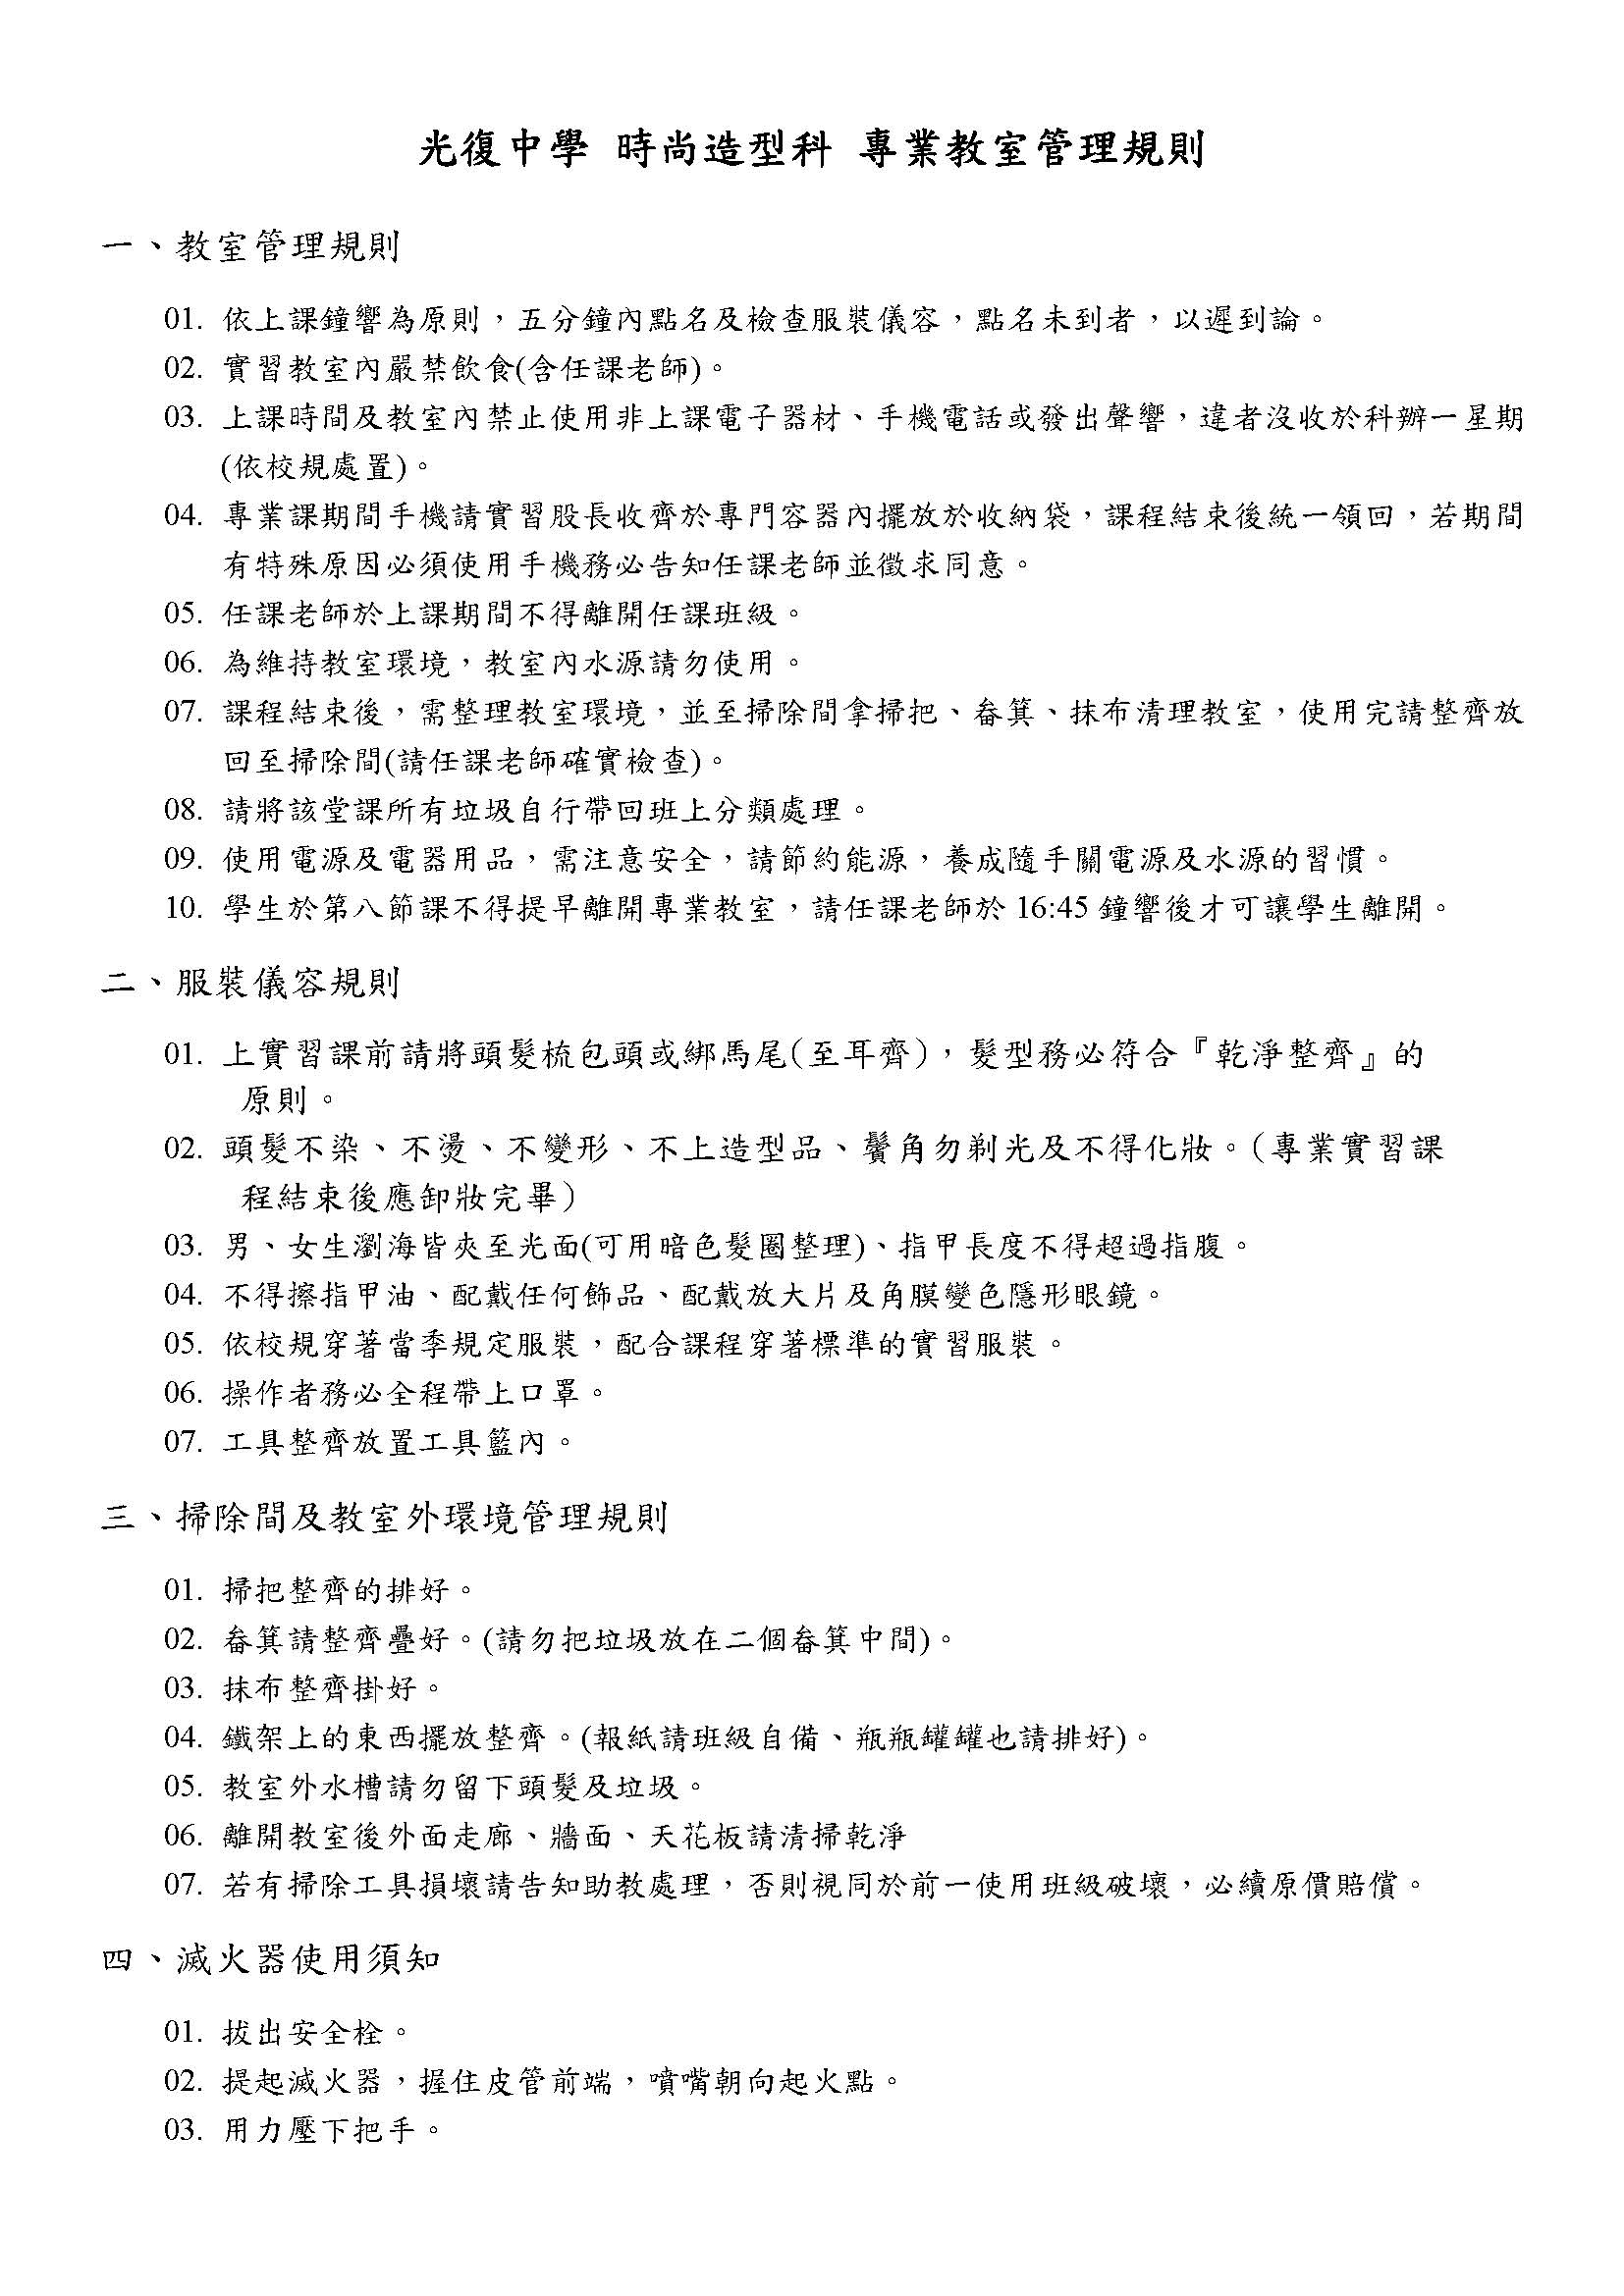 光復中學 時尚造型科 專業教室管理規則
一、教室管理規則
01. 依上課鐘響為原則，五分鐘內點名及檢查服裝儀容，點名未到者，以遲到論。
02. 實習教室內嚴禁飲食(含任課老師)。
03. 上課時間及教室內禁止使用非上課電子器材、手機電話或發出聲響，違者沒收於科辦一星期
(依校規處置)。
04. 專業課期間手機請實習股長收齊於專門容器內擺放於收納袋，課程結束後統一領回，若期間
有特殊原因必須使用手機務必告知任課老師並徵求同意。
05. 任課老師於上課期間不得離開任課班級。
06. 為維持教室環境，教室內水源請勿使用。
07. 課程結束後，需整理教室環境，並至掃除間拿掃把、畚箕、抹布清理教室，使用完請整齊放
回至掃除間(請任課老師確實檢查)。
08. 請將該堂課所有垃圾自行帶回班上分類處理。
09. 使用電源及電器用品，需注意安全，請節約能源，養成隨手關電源及水源的習慣。
10. 學生於第八節課不得提早離開專業教室，請任課老師於 16:45 鐘響後才可讓學生離開。
二、服裝儀容規則
01. 上實習課前請將頭髮梳包頭或綁馬尾(至耳齊)，髮型務必符合『乾淨整齊』的
原則。
02. 頭髮不染、不燙、不變形、不上造型品、鬢角勿剃光及不得化妝。(專業實習課
程結束後應卸妝完畢)
03. 男、女生瀏海皆夾至光面(可用暗色髮圈整理)、指甲長度不得超過指腹。
04. 不得擦指甲油、配戴任何飾品、配戴放大片及角膜變色隱形眼鏡。
05. 依校規穿著當季規定服裝，配合課程穿著標準的實習服裝。
06. 操作者務必全程帶上口罩。
07. 工具整齊放置工具籃內。
三、掃除間及教室外環境管理規則
01. 掃把整齊的排好。
02. 畚箕請整齊疊好。(請勿把垃圾放在二個畚箕中間)。
03. 抹布整齊掛好。
04. 鐵架上的東西擺放整齊。(報紙請班級自備、瓶瓶罐罐也請排好)。
05. 教室外水槽請勿留下頭髮及垃圾。
06. 離開教室後外面走廊、牆面、天花板請清掃乾淨
07. 若有掃除工具損壞請告知助教處理，否則視同於前一使用班級破壞，必續原價賠償。
四、滅火器使用須知
01. 拔出安全栓。
02. 提起滅火器，握住皮管前端，噴嘴朝向起火點。
03. 用力壓下把手。